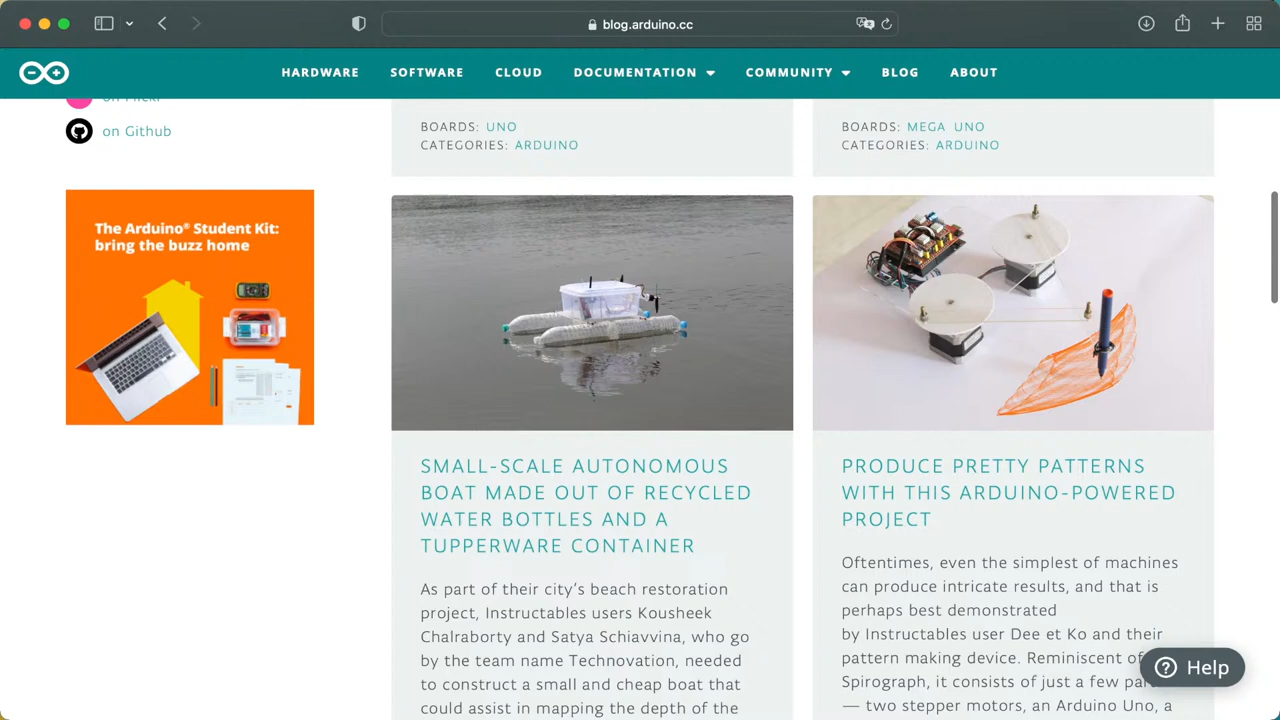 blog.arduino.cc
HARDWARE
SOFTWARE
CLOUD
DOCUMENTATION
COMMUNITY
BLOG
ABOUT
on Flickr
on Github
The Arduino® Student Kit:
bring the buzz home
BOARDS: UNO
CATEGORIES: ARDUINO
BOARDS: MEGA UNO
CATEGORIES: ARDUINO
SMALL-SCALE AUTONOMOUS
BOAT MADE OUT OF RECYCLED
WATER BOTTLES AND A
TUPPERWARE CONTAINER
As part of their city’s beach restoration
project, Instructables users Kousheek
Chalraborty and Satya Schiavvina, who go
by the team name Technovation, needed
to construct a small and cheap boat that
could assist in mapping the depth of the
PRODUCE PRETTY PATTERNS
WITH THIS ARDUINO-POWERED
PROJECT
Oftentimes, even the simplest of machines
can produce intricate results, and that is
perhaps best demonstrated
by Instructables user Dee et Ko and their
pattern making device. Reminiscent of
Spirograph, it consists of just a few
— two stepper motors, an Arduino Uno, a
Help